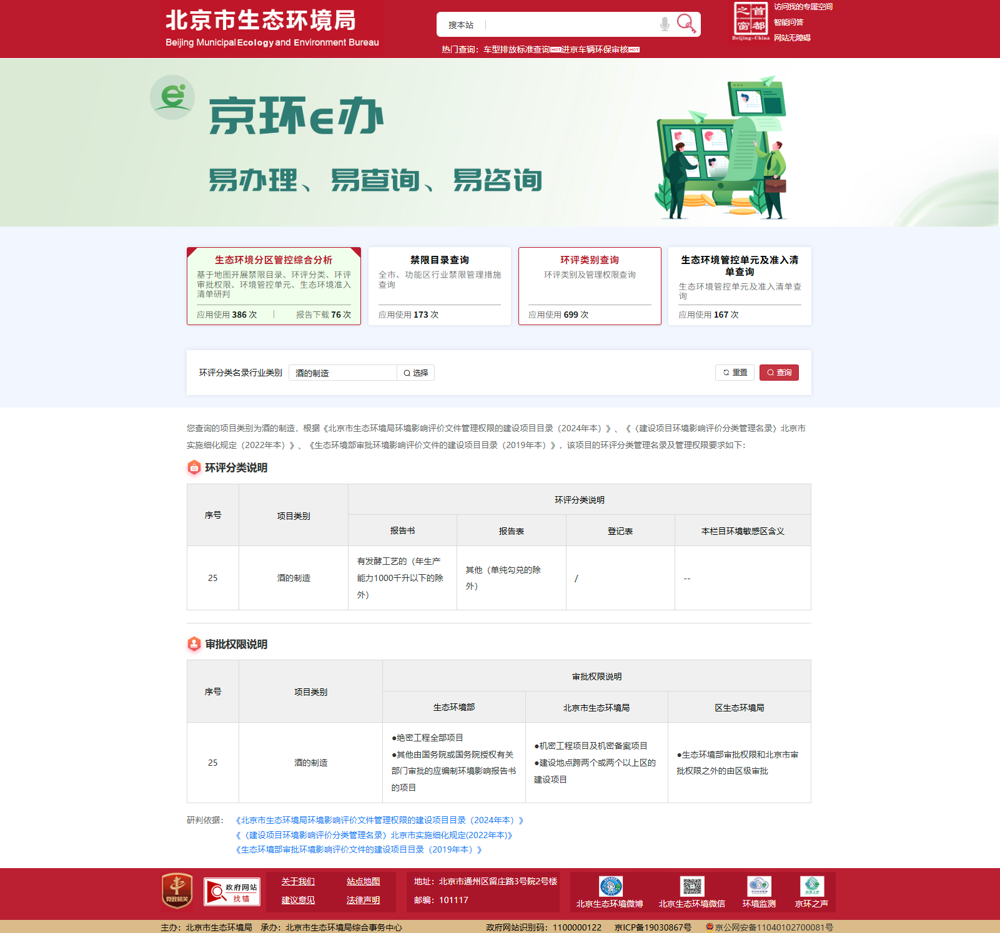 北京市生态环境局
Beijing Municipal Ecology and Environment Bureau
搜本站
热门查询：车型排放标准查询HOT进京车辆环保审核HOT
首都之窗
Beijing-China
访问我的专属空间
智能问答
网站无障碍
京环e办
易办理、易查询、易咨询
生态环境分区管控综合分析
基于地图开展禁限目录、环评分类、环评
审批权限、环境管控单元、生态环境准入
清单研判
应用使用 386 次
报告下载 76 次
禁限目录查询
全市、功能区行业禁限管理措施
查询
应用使用 173 次
环评类别查询
环评类别及管理权限查询
应用使用 699 次
生态环境管控单元及准入清
单查询
生态环境管控单元及准入清单查
询
应用使用 167 次
环评分类名录行业类别
酒的制造
选择
重置
查询
您查询的项目类别为酒的制造，根据《北京市生态环境局环境影响评价文件管理权限的建设项目目录（2024年本）》、《〈建设项目环境影响评价分类管理名录〉北京市
实施细化规定（2022年本）》、《生态环境部审批环境影响评价文件的建设项目目录（2019年本）》，该项目的环评分类管理名录及管理权限要求如下：
环评分类说明
序号
项目类别
环评分类说明
报告书
报告表
登记表
本栏目环境敏感区含义
25
酒的制造
有发酵工艺的（年生产
能力1000千升以下的除
外）
其他（单纯勾兑的除
外）
/
--
审批权限说明
序号
项目类别
审批权限说明
生态环境部
北京市生态环境局
区生态环境局
25
酒的制造
●绝密工程全部项目
●其他由国务院或国务院授权有关
部门审批的应编制环境影响报告书
的项目
●机密工程项目及机密备案项目
●建设地点跨两个或两个以上区的
建设项目
●生态环境部审批权限和北京市审
批权限之外的由区级审批
研判依据：
《北京市生态环境局环境影响评价文件管理权限的建设项目目录（2024年本）》
《〈建设项目环境影响评价分类管理名录〉北京市实施细化规定(2022年本)》
《生态环境部审批环境影响评价文件的建设项目目录（2019年本）》
党政机关
政府网站
找错
关于我们
站点地图
建议意见
法律声明
地址：北京市通州区留庄路3号院2号楼
邮编：101117
北京生态环境微博
北京生态环境微信
环境监测
京环之声
主办：北京市生态环境局 承办：北京市生态环境局综合事务中心
政府网站识别码：1100000122
京ICP备19030867号
京公网安备11040102700081号